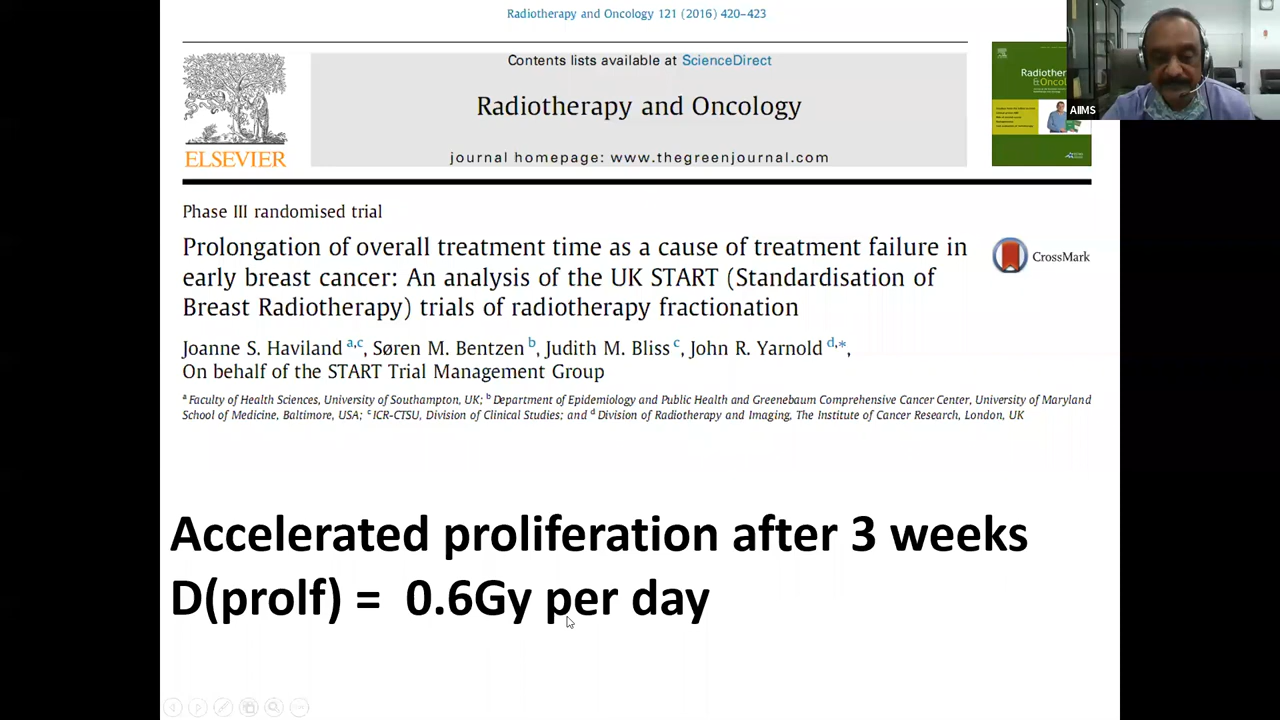 Radiotherapy and Oncology 121 (2016) 420–423
Contents lists available at ScienceDirect
Radiotherapy and Oncology
journal homepage: www.thegreenjournal.com
ELSEVIER
AIIMS
Phase III randomised trial
Prolongation of overall treatment time as a cause of treatment failure in
early breast cancer: An analysis of the UK START (Standardisation of
Breast Radiotherapy) trials of radiotherapy fractionation
CrossMark
Joanne S. Haviland a,c, Søren M. Bentzen b, Judith M. Bliss c, John R. Yarnold d,*,
On behalf of the START Trial Management Group
a Faculty of Health Sciences, University of Southampton, UK; b Department of Epidemiology and Public Health and Greenebaum Comprehensive Cancer Center, University of Maryland
School of Medicine, Baltimore, USA; c ICR-CTSU, Division of Clinical Studies; and d Division of Radiotherapy and Imaging, The Institute of Cancer Research, London, UK
Accelerated proliferation after 3 weeks
D(prolf) = 0.6Gy per day